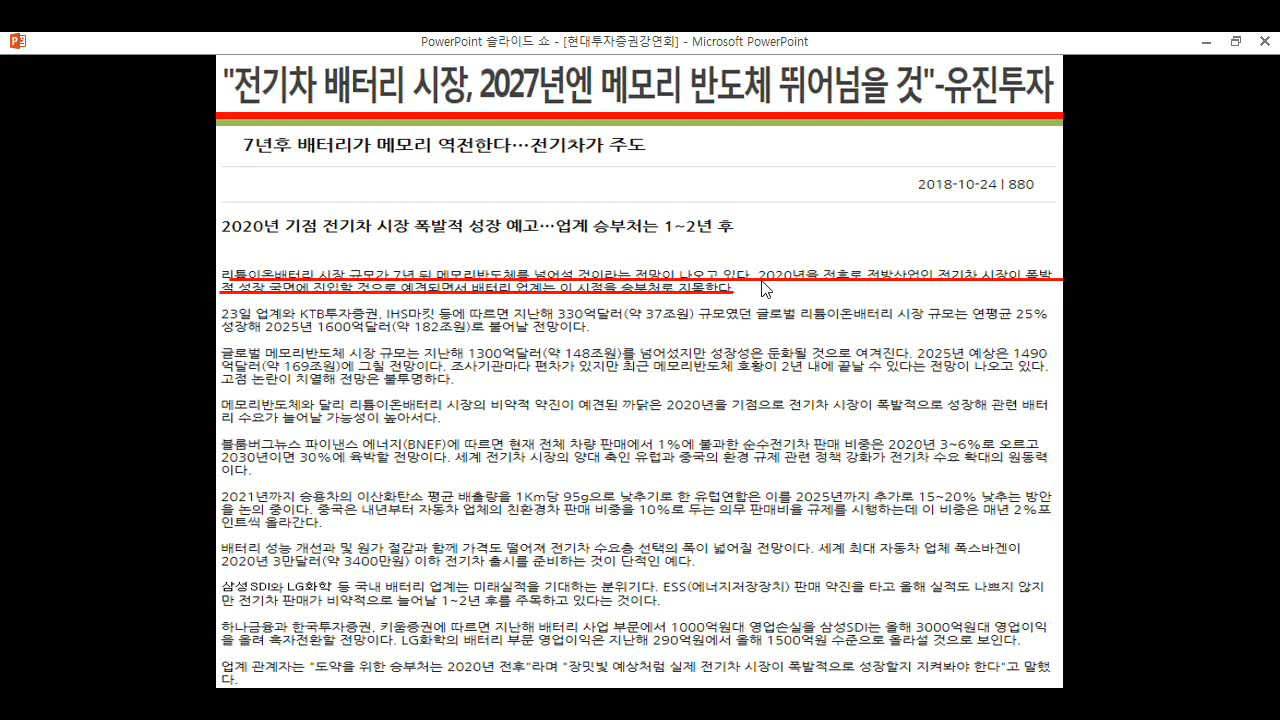 PowerPoint 슬라이드 쇼 - [현대투자증권강연회] - Microsoft PowerPoint
"전기차 배터리 시장, 2027년엔 메모리 반도체 뛰어넘을 것"-유진투자
7년후 배터리가 메모리 역전한다…전기차가 주도
2018-10-24 l 880
2020년 기점 전기차 시장 폭발적 성장 예고…업계 승부처는 1~2년 후
리튬이온배터리 시장 규모가 7년 뒤 메모리반도체를 넘어설 것이라는 전망이 나오고 있다. 2020년을 전후로 전방산업인 전기차 시장이 폭발
적 성장 국면에 진입할 것으로 예견되면서 배터리 업계는 이 시점을 승부처로 지목한다.
23일 업계와 KTB투자증권, IHS마킷 등에 따르면 지난해 330억달러(약 37조원) 규모였던 글로벌 리튬이온배터리 시장 규모는 연평균 25%
성장해 2025년 1600억달러(약 182조원)로 불어날 전망이다.
글로벌 메모리반도체 시장 규모는 지난해 1300억달러(약 148조원)를 넘어섰지만 성장성은 둔화될 것으로 여겨진다. 2025년 예상은 1490
억달러(약 169조원)에 그칠 전망이다. 조사기관마다 편차가 있지만 최근 메모리반도체 호황이 2년 내에 끝날 수 있다는 전망이 나오고 있다.
고점 논란이 치열해 전망은 불투명하다.
메모리반도체와 달리 리튬이온배터리 시장의 비약적 약진이 예견된 까닭은 2020년을 기점으로 전기차 시장이 폭발적으로 성장해 관련 배터
리 수요가 늘어날 가능성이 높아서다.
블룸버그뉴스 파이낸스 에너지(BNEF)에 따르면 현재 전체 차량 판매에서 1%에 불과한 순수전기차 판매 비중은 2020년 3~6%로 오르고
2030년이면 30%에 육박할 전망이다. 세계 전기차 시장의 양대 축인 유럽과 중국의 환경 규제 관련 정책 강화가 전기차 수요 확대의 원동력
이다.
2021년까지 승용차의 이산화탄소 평균 배출량을 1Km당 95g으로 낮추기로 한 유럽연합은 이를 2025년까지 추가로 15~20% 낮추는 방안
을 논의 중이다. 중국은 내년부터 자동차 업체의 친환경차 판매 비중을 10%로 두는 의무 판매비율 규제를 시행하는데 이 비중은 매년 2%포
인트씩 올라간다.
배터리 성능 개선과 및 원가 절감과 함께 가격도 떨어져 전기차 수요층 선택의 폭이 넓어질 전망이다. 세계 최대 자동차 업체 폭스바겐이
2020년 3만달러(약 3400만원) 이하 전기차 출시를 준비하는 것이 단적인 예다.
삼성SDI와 LG화학 등 국내 배터리 업계는 미래실적을 기대하는 분위기다. ESS(에너지저장장치) 판매 약진을 타고 올해 실적도 나쁘지 않지
만 전기차 판매가 비약적으로 늘어날 1~2년 후를 주목하고 있다는 것이다.
하나금융과 한국투자증권, 키움증권에 따르면 지난해 배터리 사업 부문에서 1000억원대 영업손실을 삼성SDI는 올해 3000억원대 영업이익
을 올려 흑자전환할 전망이다. LG화학의 배터리 부문 영업이익은 지난해 290억원에서 올해 1500억원 수준으로 올라설 것으로 보인다.
업계 관계자는 "도약을 위한 승부처는 2020년 전후"라며 "장밋빛 예상처럼 실제 전기차 시장이 폭발적으로 성장할지 지켜봐야 한다"고 말했
다.